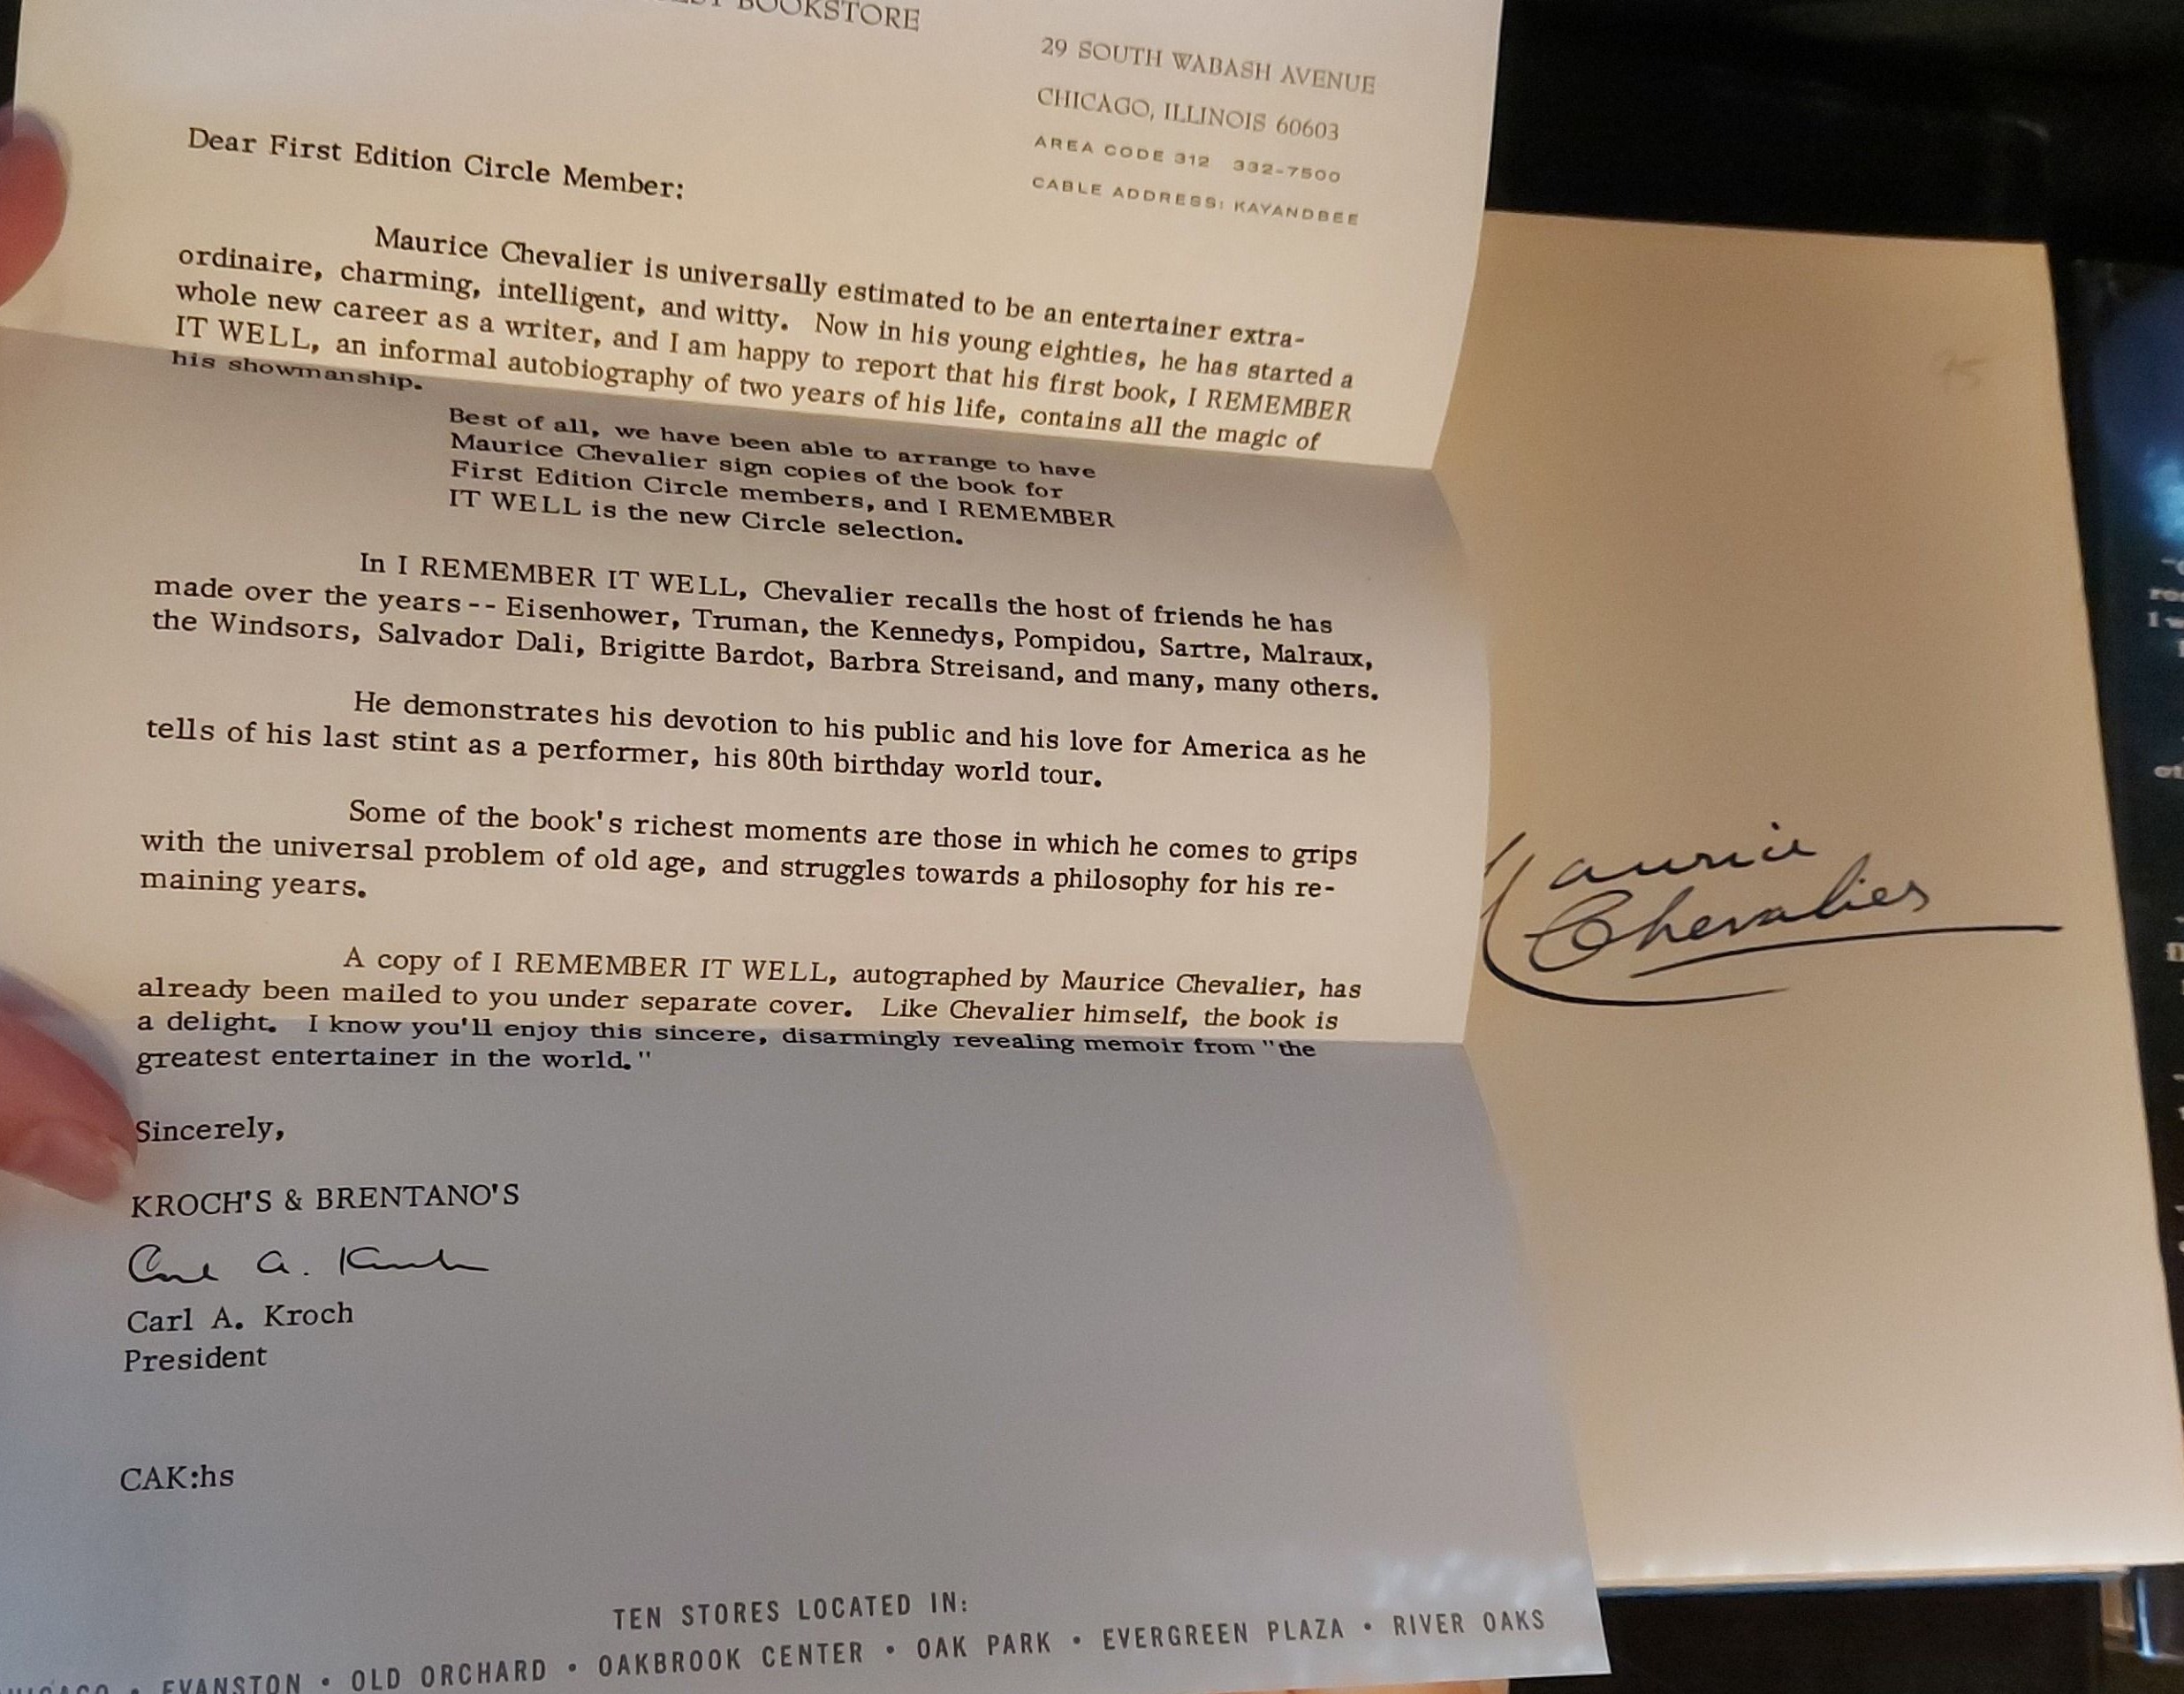 BOOKSTORE
29 SOUTH WABASH AVENUE
CHICAGO, ILLINOIS 60603
AREA CODE 312 332-7500
CABLE ADDRESS: KAYANDBEE
Dear First Edition Circle Member:
Maurice Chevalier is universally estimated to be an entertainer extra-
ordinaire, charming, intelligent, and witty. Now in his young eighties, he has started a
whole new career as a writer, and I am happy to report that his first book, I REMEMBER
IT WELL, an informal autobiography of two years of his life, contains all the magic of
his showmanship.
Best of all, we have been able to arrange to have
Maurice Chevalier sign copies of the book for
First Edition Circle members, and I REMEMBER
IT WELL is the new Circle selection.
In I REMEMBER IT WELL, Chevalier recalls the host of friends he has
made over the years -- Eisenhower, Truman, the Kennedys, Pompidou, Sartre, Malraux,
the Windsors, Salvador Dali, Brigitte Bardot, Barbra Streisand, and many, many others.
He demonstrates his devotion to his public and his love for America as he
tells of his last stint as a performer, his 80th birthday world tour.
Some of the book's richest moments are those in which he comes to grips
with the universal problem of old age, and struggles towards a philosophy for his re-
maining years.
A copy of I REMEMBER IT WELL, autographed by Maurice Chevalier, has
already been mailed to you under separate cover. Like Chevalier himself, the book is
a delight. I know you'll enjoy this sincere, disarmingly revealing memoir from "the
greatest entertainer in the world."
Sincerely,
KROCH'S & BRENTANO'S
Carl A. Kroch
Carl A. Kroch
President
CAK:hs
TEN STORES LOCATED IN:
EVANSTON • OLD ORCHARD • OAKBROOK CENTER • OAK PARK • EVERGREEN PLAZA • RIVER OAKS
Maurice
Chevalier